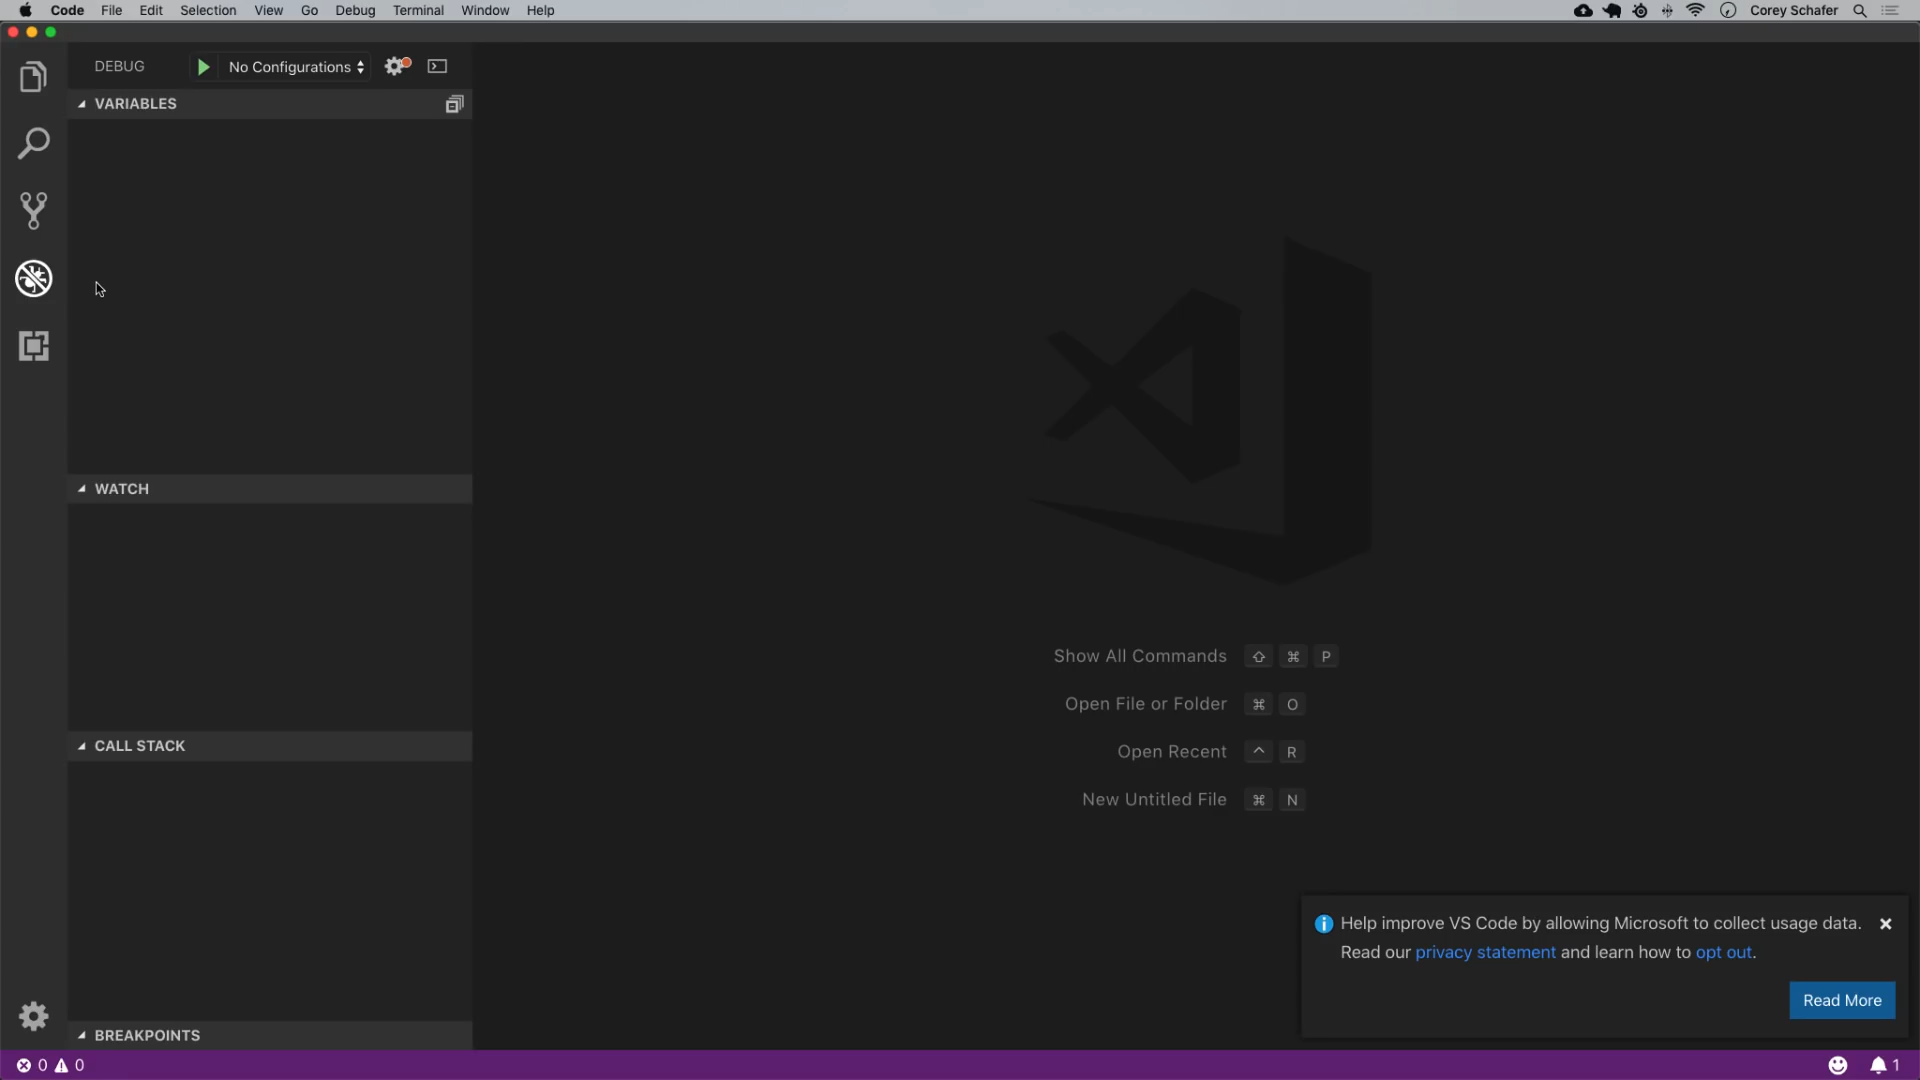 Code File Edit Selection View Go Debug Terminal Window Help Corey Schafer
DEBUG No Configurations
VARIABLES
WATCH
CALL STACK
BREAKPOINTS
Show All Commands ⇧ ⌘ P
Open File or Folder ⌘ O
Open Recent ^ R
New Untitled File ⌘ N
Help improve VS Code by allowing Microsoft to collect usage data.
Read our privacy statement and learn how to opt out.
Read More
0 0 1